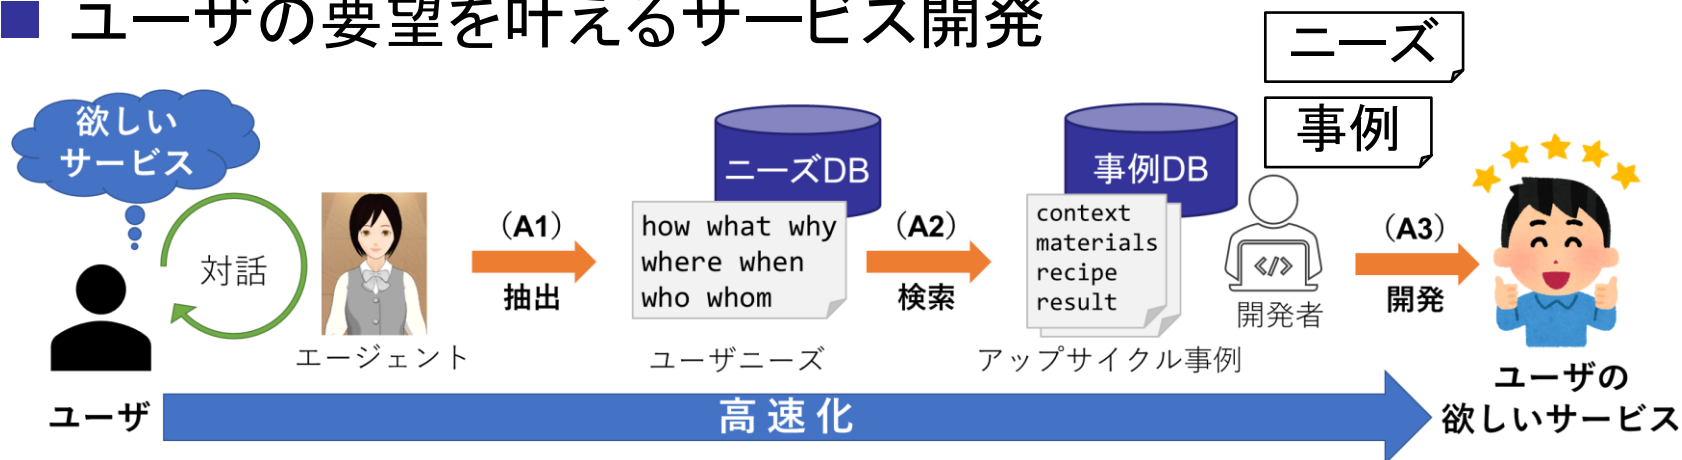 ユーザの要望を叶えるサービス開発
ニーズ
事例
欲しい
サービス
対話
エージェント
ユーザ
(A1)
抽出
ニーズDB
how what why
where when
who whom
ユーザニーズ
(A2)
検索
事例DB
context
materials
recipe
result
アップサイクル事例
</>
開発者
(A3)
開発
ユーザの
欲しいサービス
高速化